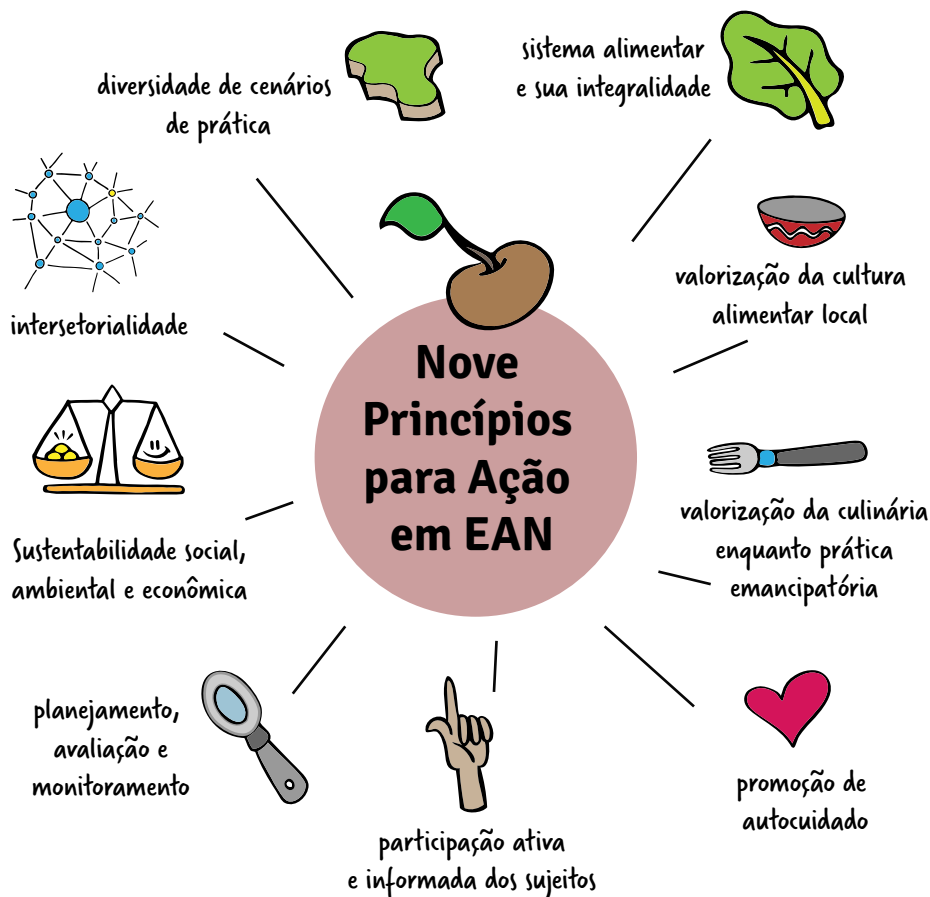 Nove
Princípios
para Ação
em EAN
sistema alimentar
e sua integralidade
valorização da cultura
alimentar local
valorização da culinária
enquanto prática
emancipatória
promoção de
autocuidado
participação ativa
e informada dos sujeitos
planejamento,
avaliação e
monitoramento
Sustentabilidade social,
ambiental e econômica
intersetorialidade
diversidade de cenários
de prática